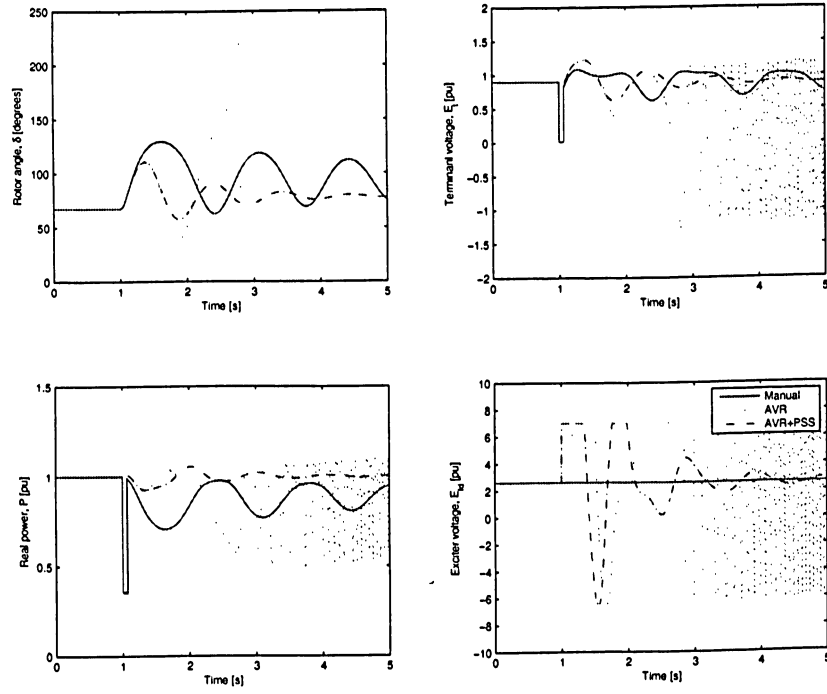 250
200
150
100
50
0
Rotor angle, δ [degrees]
0 1 2 3 4 5
Time [s]
2
1.5
1
0.5
0
−0.5
−1
−1.5
−2
Terminant voltage, Et [pu]
0 1 2 3 4 5
Time [s]
1.5
1
0.5
0
Real power, P [pu]
0 1 2 3 4 5
Time [s]
10
8
6
4
2
0
−2
−4
−6
−8
−10
Exciter voltage, Efd [pu]
Manual
AVR
AVR+PSS
0 1 2 3 4 5
Time [s]